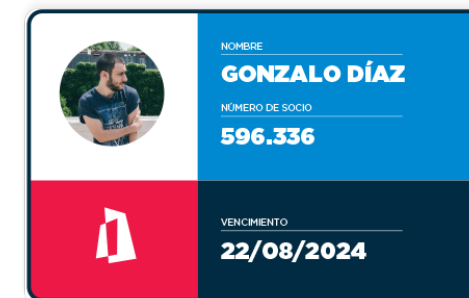 NOMBRE
GONZALO DÍAZ
NÚMERO DE SOCIO
596.336
VENCIMIENTO
22/08/2024